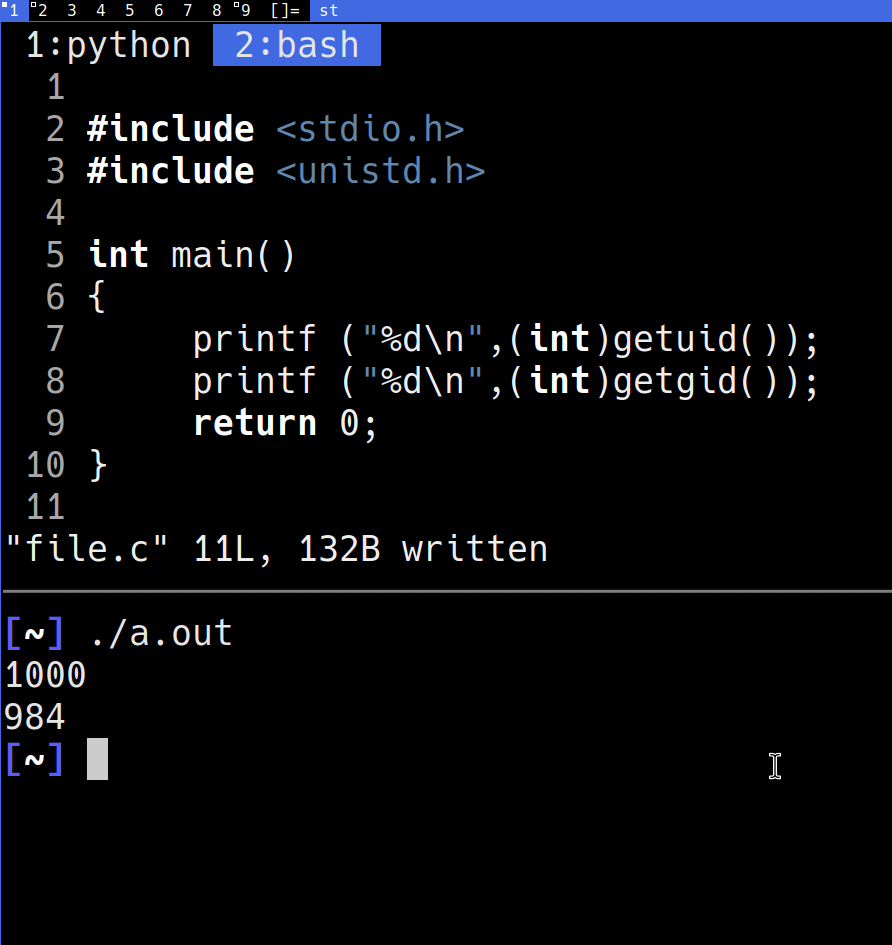 1 2 3 4 5 6 7 8 9 []= st
1:python 2:bash
1
2 #include <stdio.h>
3 #include <unistd.h>
4
5 int main()
6 {
7 printf ("%d\n",(int)getuid());
8 printf ("%d\n",(int)getgid());
9 return 0;
10 }
11
"file.c" 11L, 132B written
[~] ./a.out
1000
984
[~]